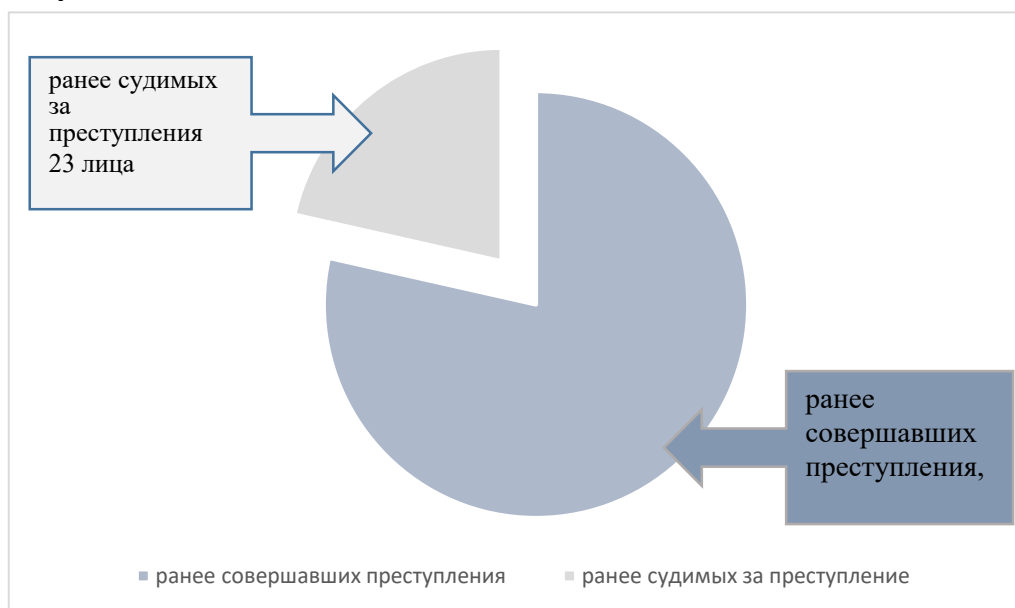 ранее судимых
за
преступления
23 лица
ранее
совершавших
преступления,
ранее совершавших преступления
ранее судимых за преступление